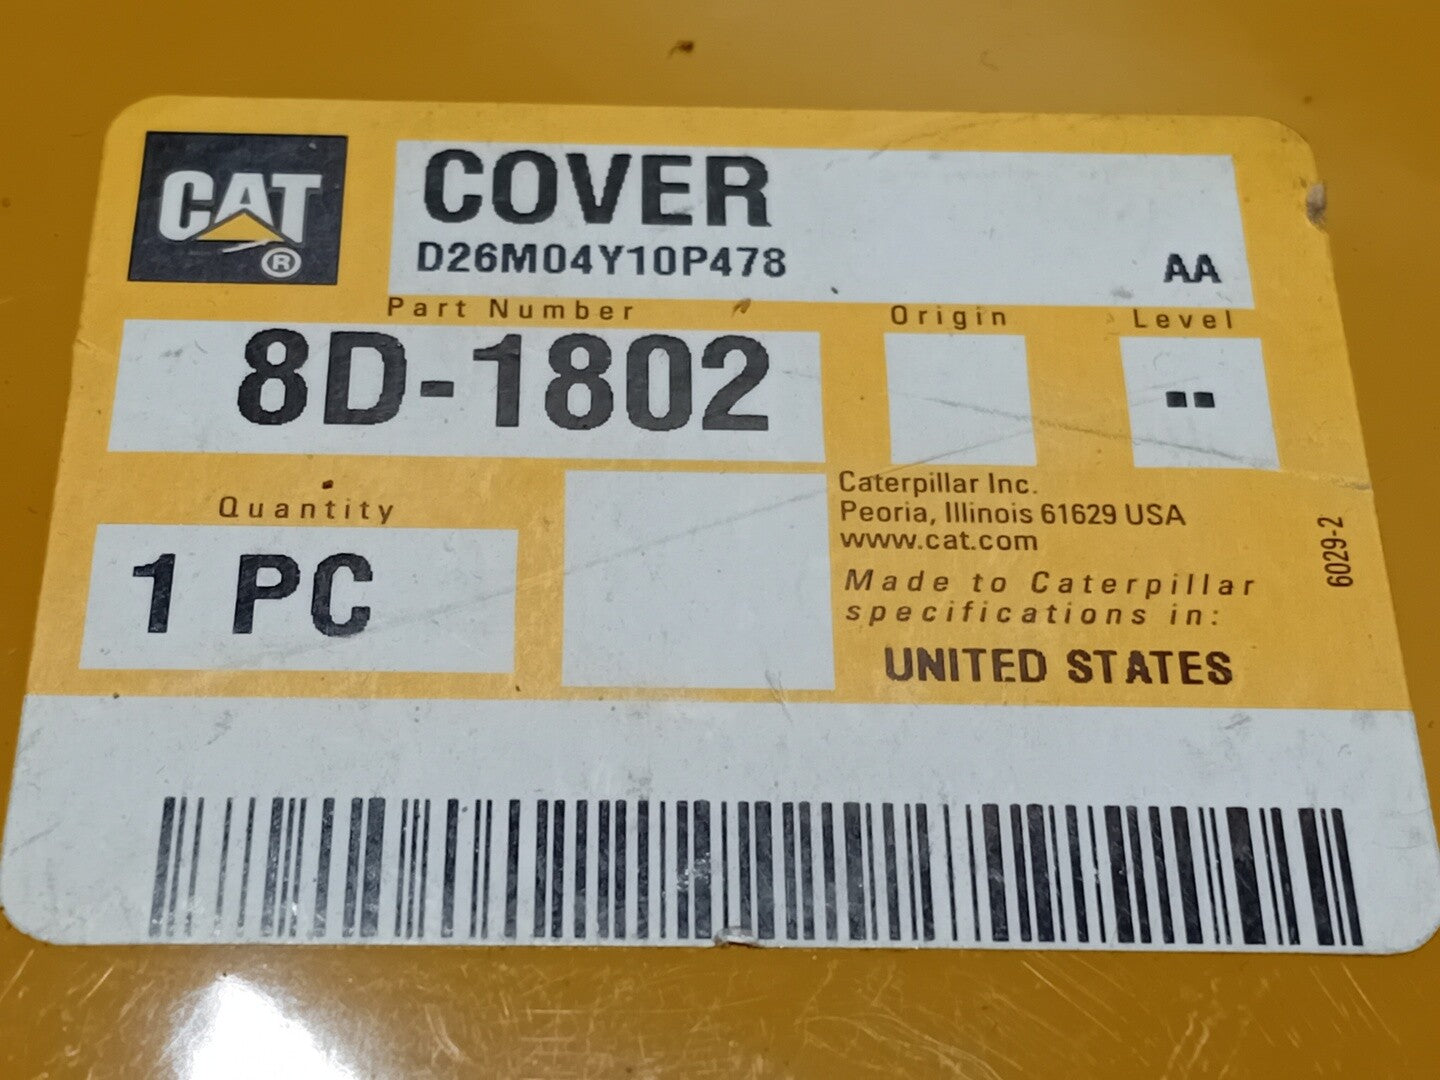 CAT®
COVER
D26M04Y10P478 AA
Part Number Origin Level
8D-1802 --
Quantity
1 PC
Caterpillar Inc.
Peoria, Illinois 61629 USA
www.cat.com
Made to Caterpillar
specifications in:
UNITED STATES
6029-2